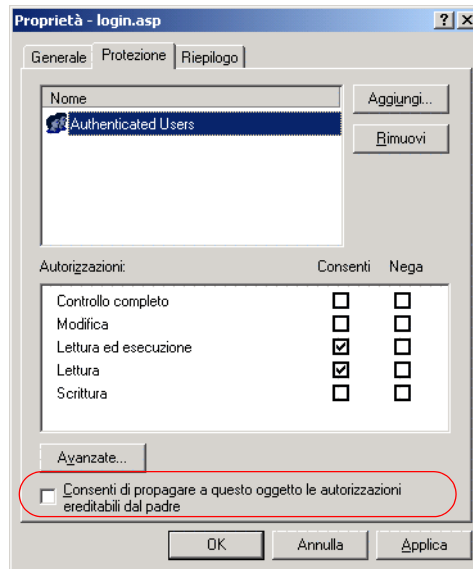 Proprietà - login.asp
Generale Protezione Riepilogo
Nome
Aggiungi...
Authenticated Users
Rimuovi
Autorizzazioni: Consenti Nega
Controllo completo
Modifica
Lettura ed esecuzione
Lettura
Scrittura
Avanzate...
Consenti di propagare a questo oggetto le autorizzazioni
ereditabili dal padre
OK Annulla Applica